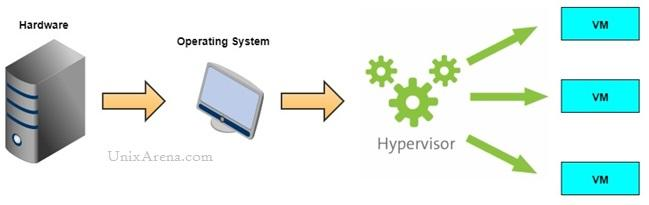 Hardware
Operating System
VM
VM
Hypervisor
UnixArena.com
VM